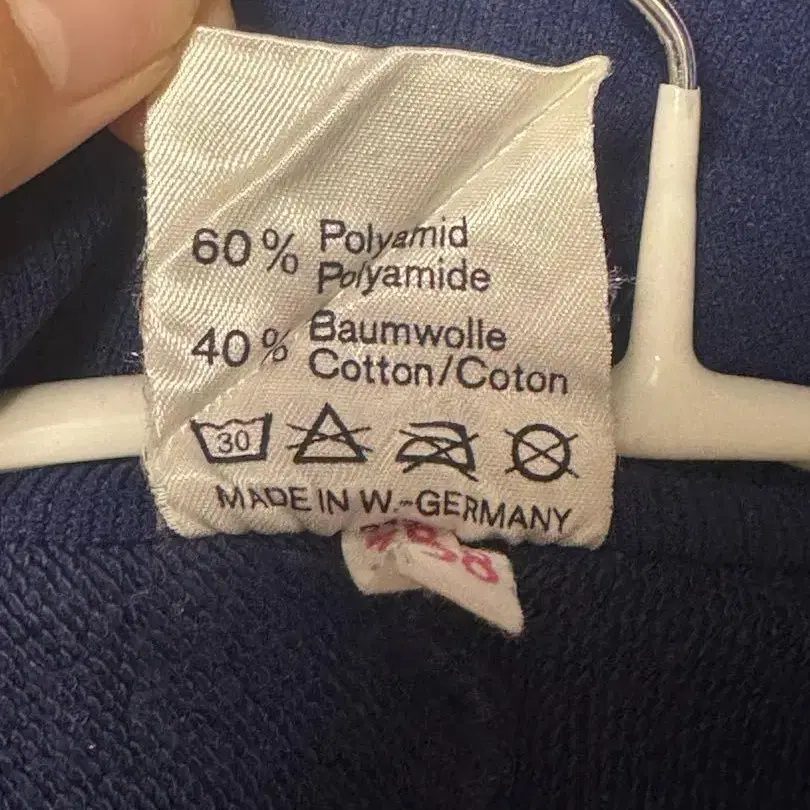 60% Polyamid
Polyamide
40% Baumwolle
Cotton/Coton
30
MADE IN W.-GERMANY